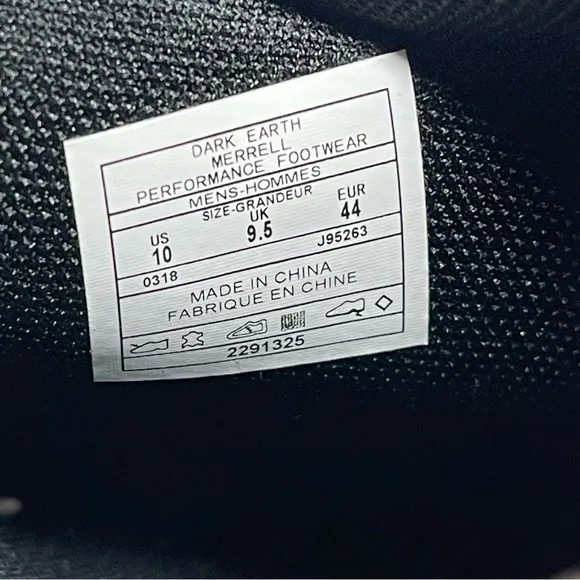 DARK EARTH
MERRELL
PERFORMANCE FOOTWEAR
MENS-HOMMES
SIZE-GRANDEUR
US UK EUR
10 9.5 44
0318 J95263
MADE IN CHINA
FABRIQUE EN CHINE
2291325